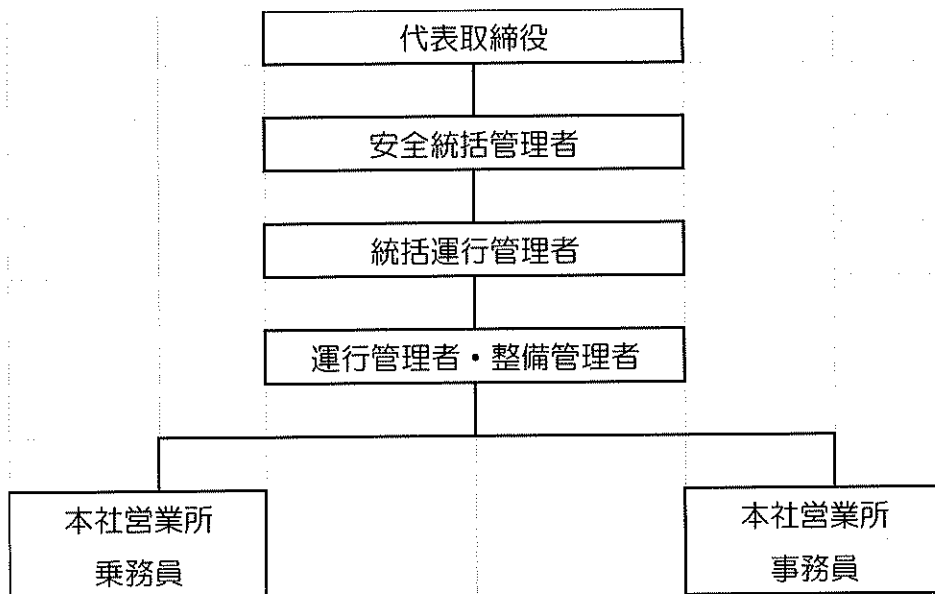 代表取締役
安全統括管理者
統括運行管理者
運行管理者・整備管理者
本社営業所
乗務員
本社営業所
事務員